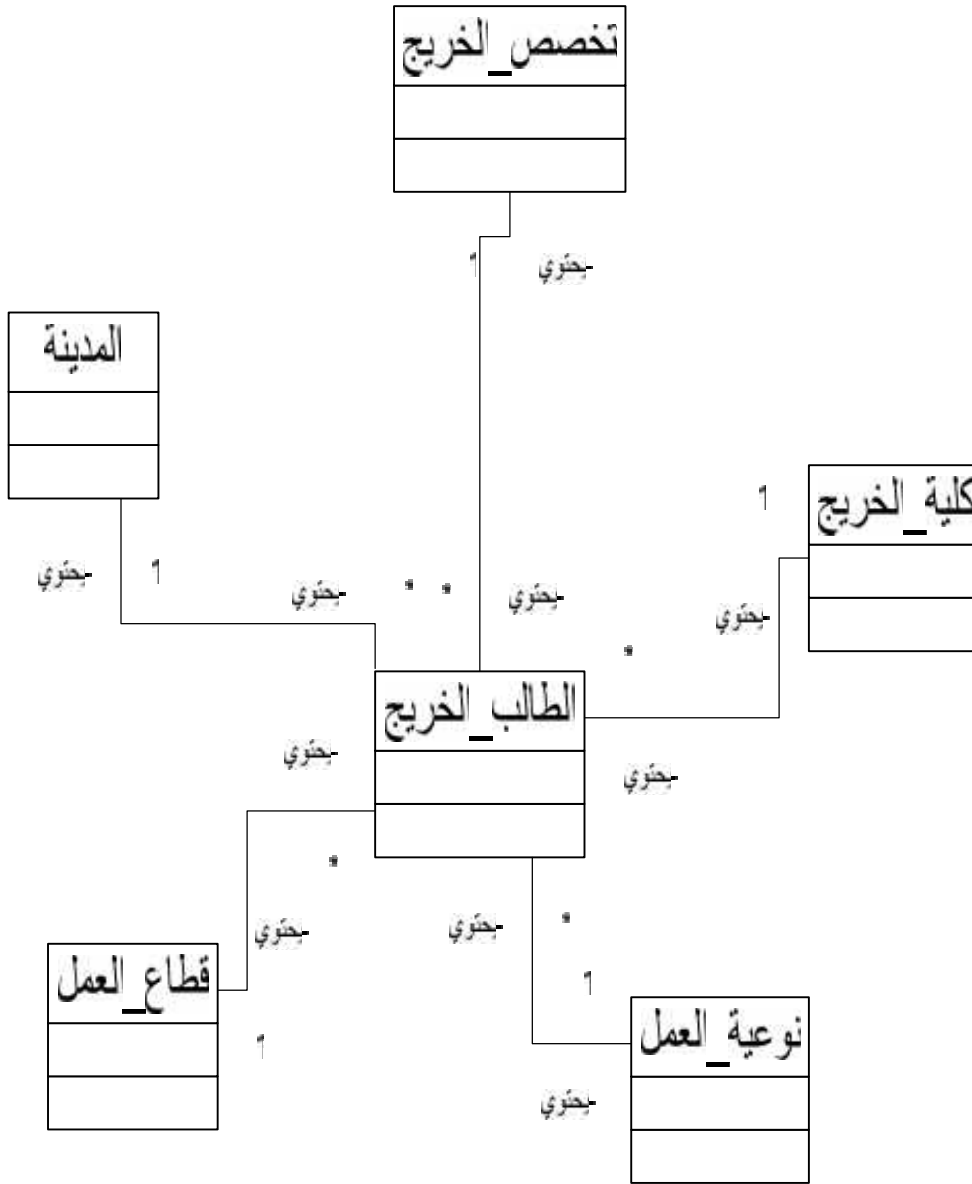 تخصص_الخريج
1
-يحتوي
المدينة
كلية_الخريج
1
-يحتوي
1
-يحتوي
*
*
-يحتوي
-يحتوي
*
الطالب_الخريج
-يحتوي
-يحتوي
*
-يحتوي
-يحتوي
*
قطاع_العمل
1
نوعية_العمل
1
-يحتوي